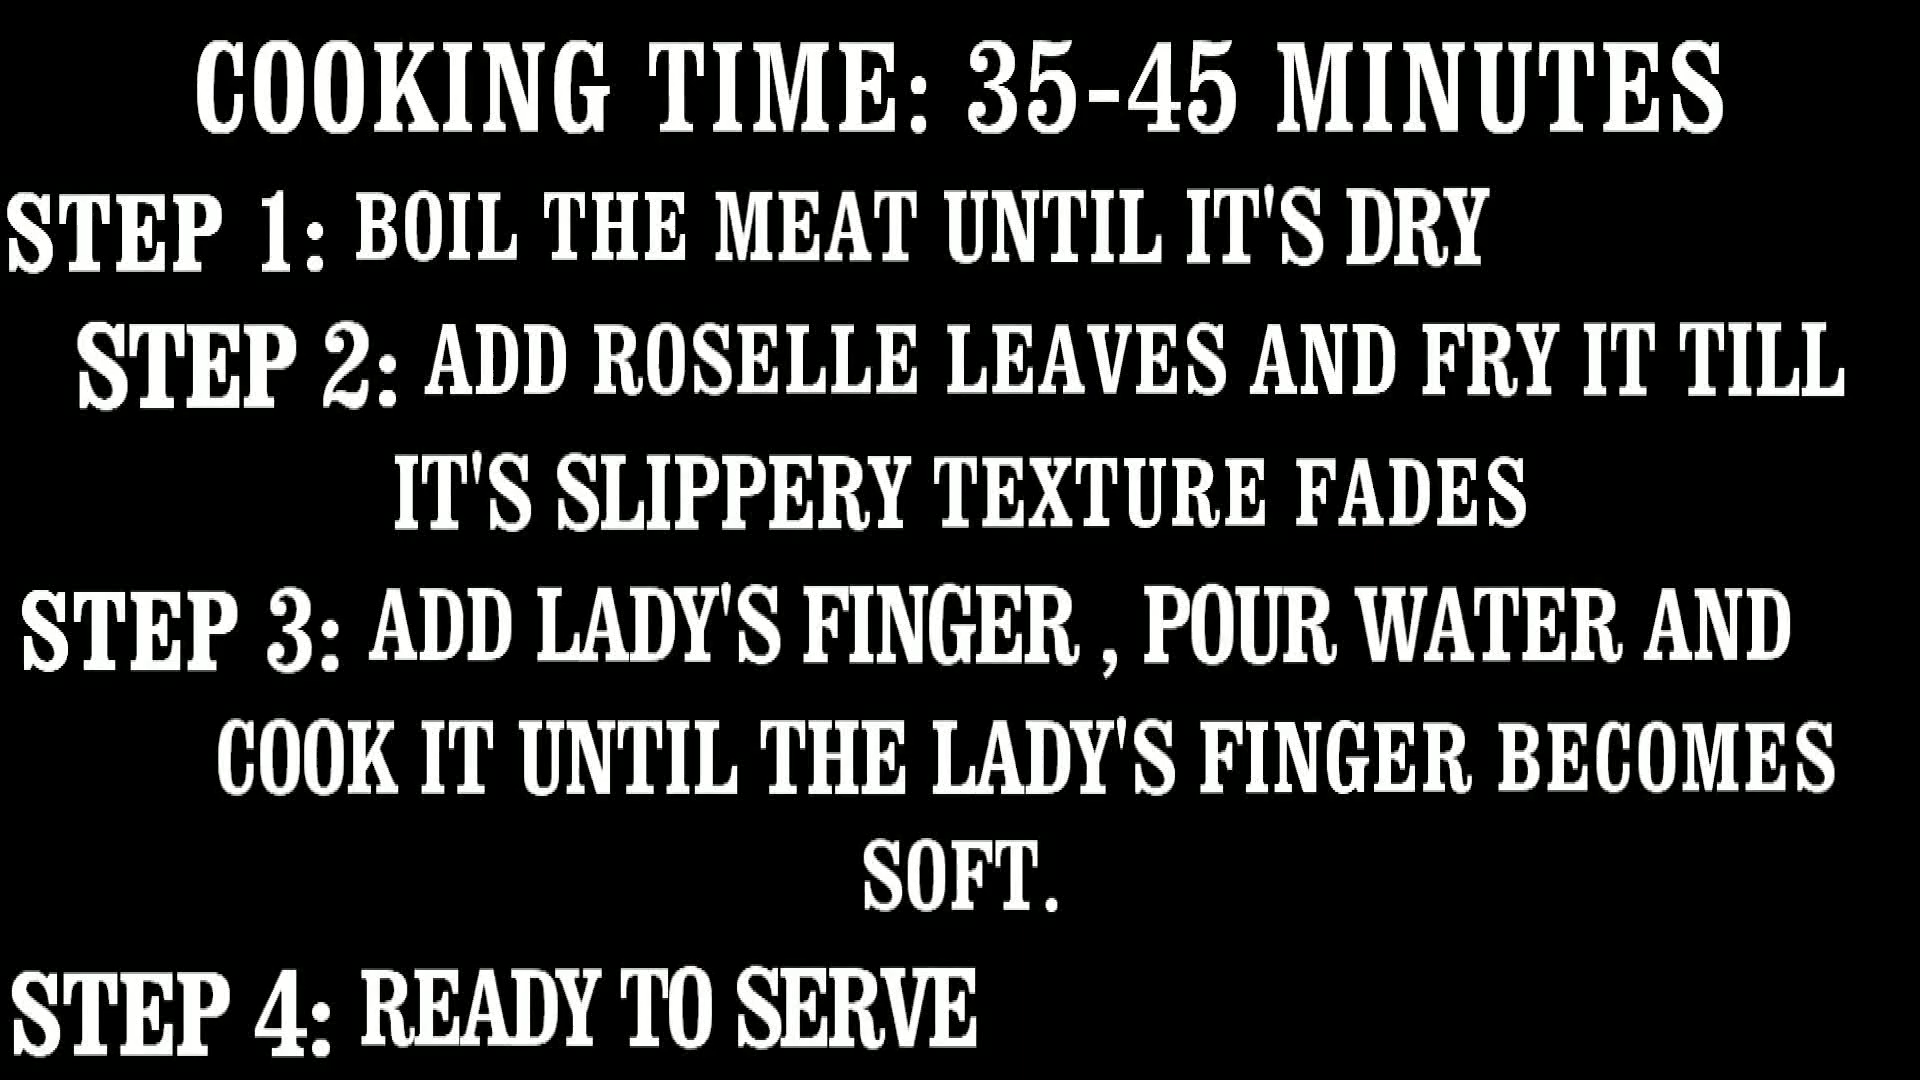 COOKING TIME: 35-45 MINUTES
STEP 1: BOIL THE MEAT UNTIL IT'S DRY
STEP 2: ADD ROSELLE LEAVES AND FRY IT TILL
IT'S SLIPPERY TEXTURE FADES
STEP 3: ADD LADY'S FINGER , POUR WATER AND
COOK IT UNTIL THE LADY'S FINGER BECOMES
SOFT.
STEP 4: READY TO SERVE